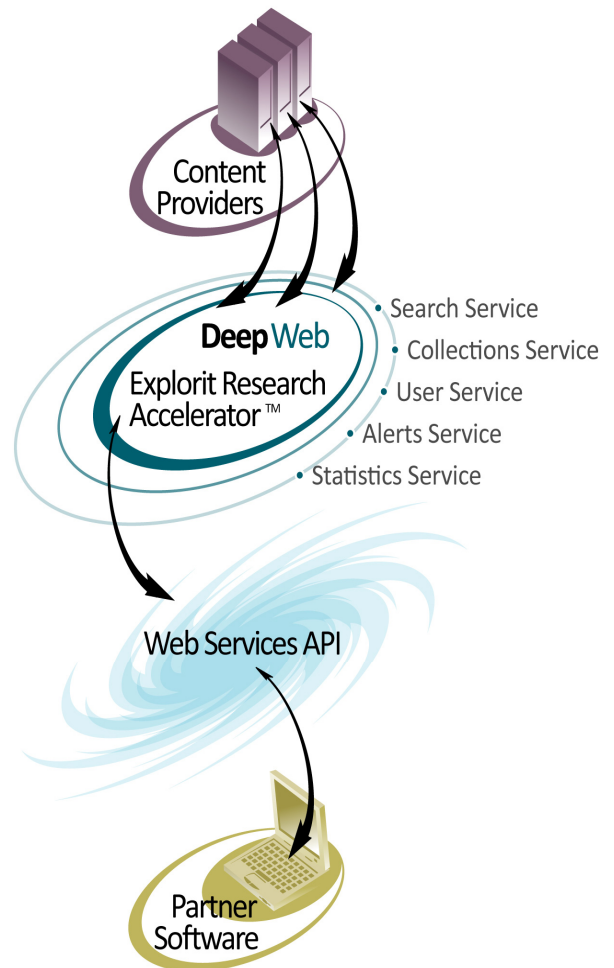 Content
Providers
Deep Web
Explorit Research
Accelerator™
• Search Service
• Collections Service
• User Service
• Alerts Service
• Statistics Service
Web Services API
Partner
Software